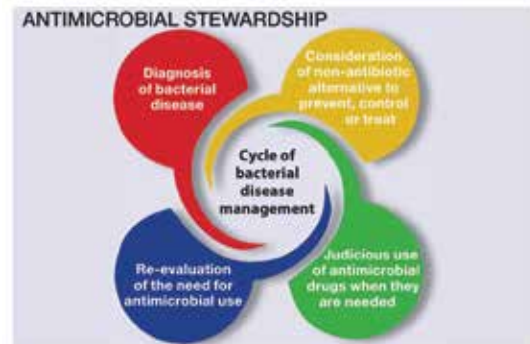 ANTIMICROBIAL STEWARDSHIP
Diagnosis
of bacterial
disease
Consideration
of non-antibiotic
alternative to
prevent, control
or treat
Cycle of
bacterial
disease
management
Re-evaluation
of the need for
antimicrobial use
Judicious use
of antimicrobial
drugs when they
are needed